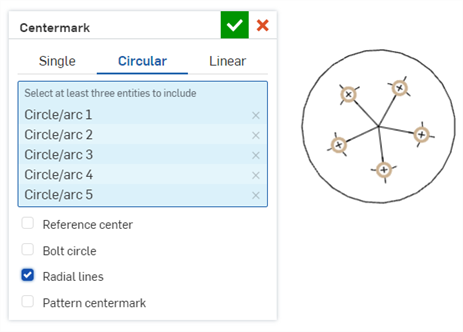 Centermark
Single Circular Linear
Select at least three entities to include
Circle/arc 1
Circle/arc 2
Circle/arc 3
Circle/arc 4
Circle/arc 5
Reference center
Bolt circle
Radial lines
Pattern centermark